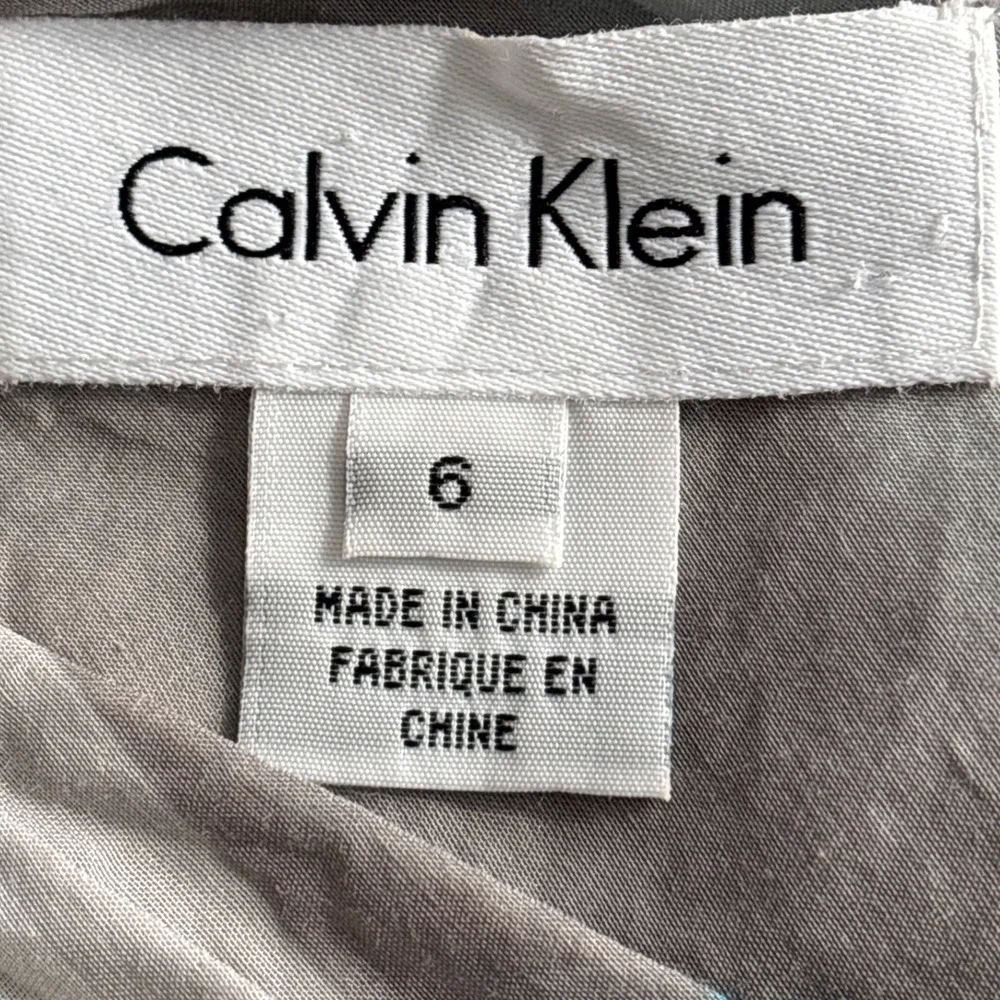 Calvin Klein
6
MADE IN CHINA
FABRIQUE EN
CHINE